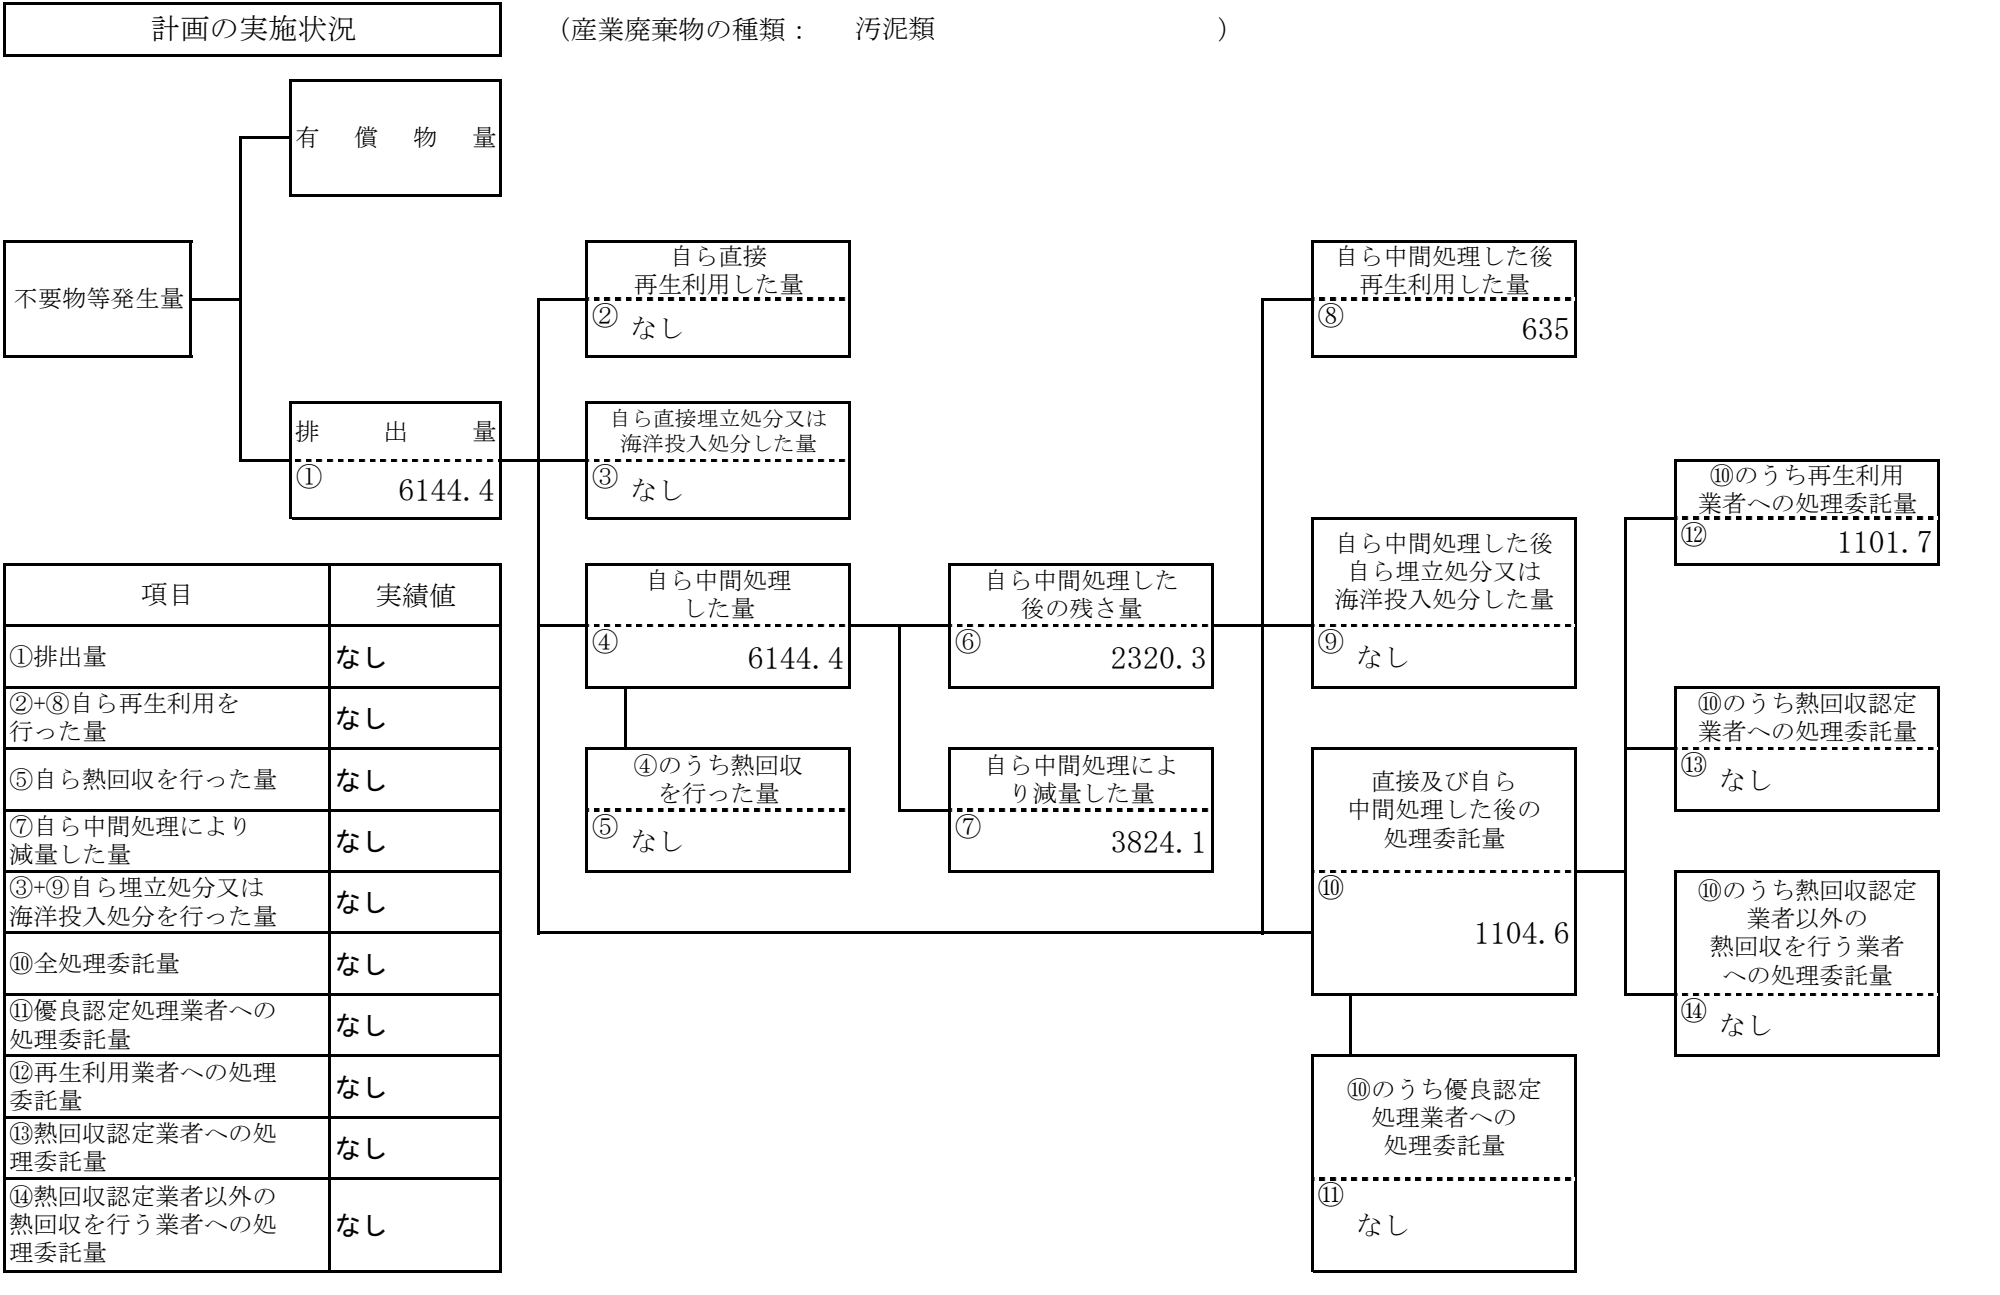 計画の実施状況
（産業廃棄物の種類： 汚泥類 ）
有償物量
不要物等発生量
排出量
①
6144.4
自ら直接
再生利用した量
②
なし
自ら直接埋立処分又は
海洋投入処分した量
③
なし
自ら中間処理
した量
④
6144.4
④のうち熱回収
を行った量
⑤
なし
自ら中間処理した
後の残さ量
⑥
2320.3
自ら中間処理によ
り減量した量
⑦
3824.1
自ら中間処理した後
再生利用した量
⑧
635
自ら中間処理した後
自ら埋立処分又は
海洋投入処分した量
⑨
なし
直接及び自ら
中間処理した後の
処理委託量
⑩
1104.6
⑩のうち優良認定
処理業者への
処理委託量
⑪
なし
⑩のうち再生利用
業者への処理委託量
⑫
1101.7
⑩のうち熱回収認定
業者への処理委託量
⑬
なし
⑩のうち熱回収認定
業者以外の
熱回収を行う業者
への処理委託量
⑭
なし
項目 実績値
①排出量 なし
②+⑧自ら再生利用を
行った量
なし
⑤自ら熱回収を行った量 なし
⑦自ら中間処理により
減量した量
なし
③+⑨自ら埋立処分又は
海洋投入処分を行った量
なし
⑩全処理委託量 なし
⑪優良認定処理業者への
処理委託量
なし
⑫再生利用業者への処理
委託量
なし
⑬熱回収認定業者への処
理委託量
なし
⑭熱回収認定業者以外の
熱回収を行う業者への処
理委託量
なし